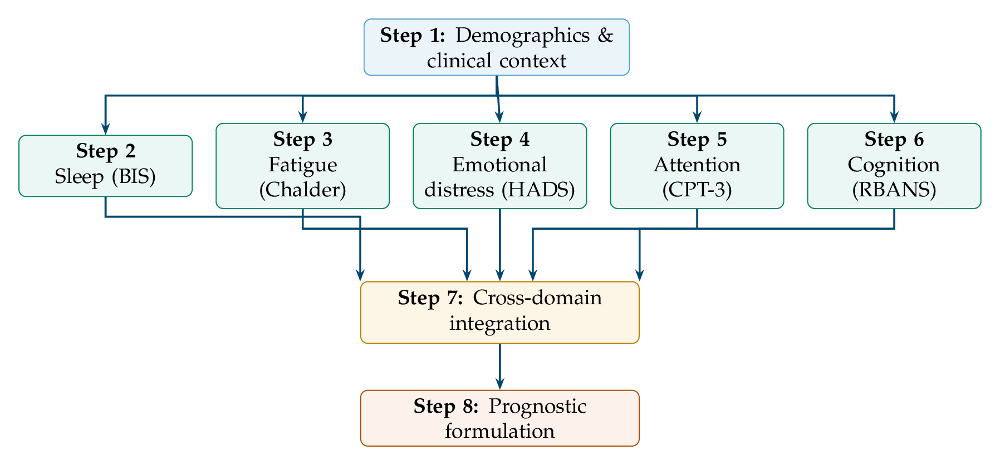 Step 1: Demographics &
clinical context
Step 2
Sleep (BIS)
Step 3
Fatigue
(Chalder)
Step 4
Emotional
distress (HADS)
Step 5
Attention
(CPT-3)
Step 6
Cognition
(RBANS)
Step 7: Cross-domain
integration
Step 8: Prognostic
formulation